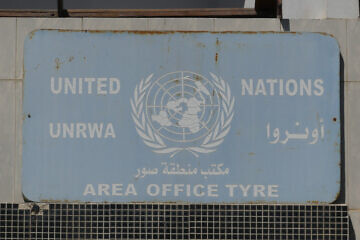 UNITED NATIONS
UNRWA أونروا
مكتب منطقة صور
AREA OFFICE TYRE